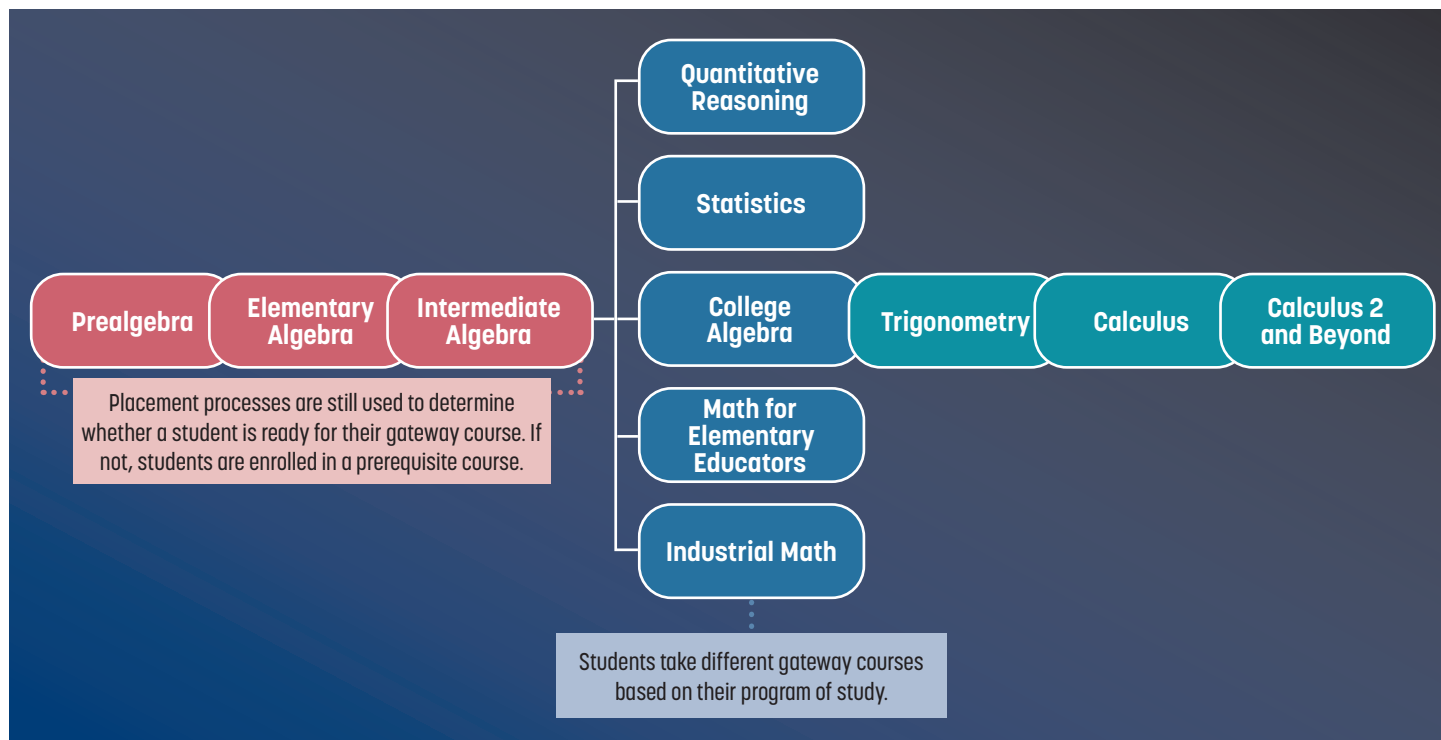 Quantitative
Reasoning
Statistics
Prealgebra
Elementary
Algebra
Intermediate
Algebra
College
Algebra
Trigonometry
Calculus
Calculus 2
and Beyond
Placement processes are still used to determine
whether a student is ready for their gateway course. If
not, students are enrolled in a prerequisite course.
Math for
Elementary
Educators
Industrial Math
Students take different gateway courses
based on their program of study.